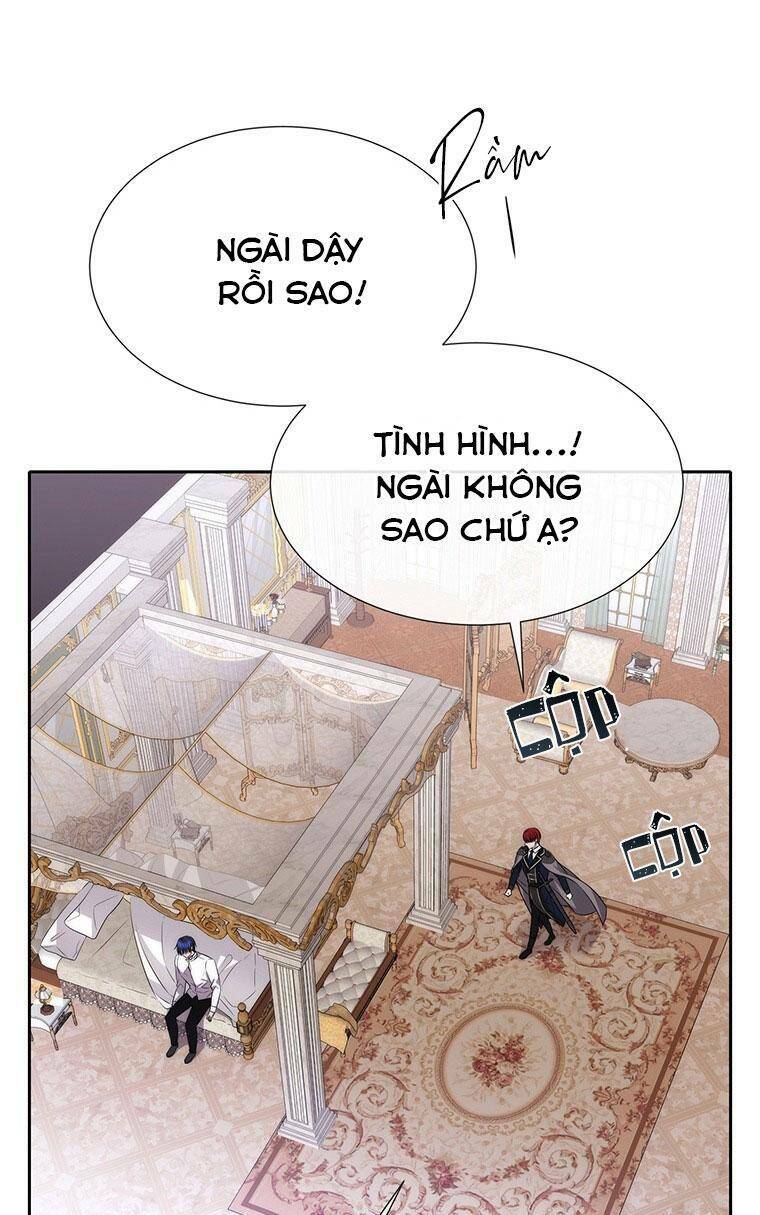 Rầm
NGÀI DẬY
RỒI SAO!
TÌNH HÌNH...!
NGÀI KHÔNG
SAO CHỨ Ạ?
CỘP
CỘP